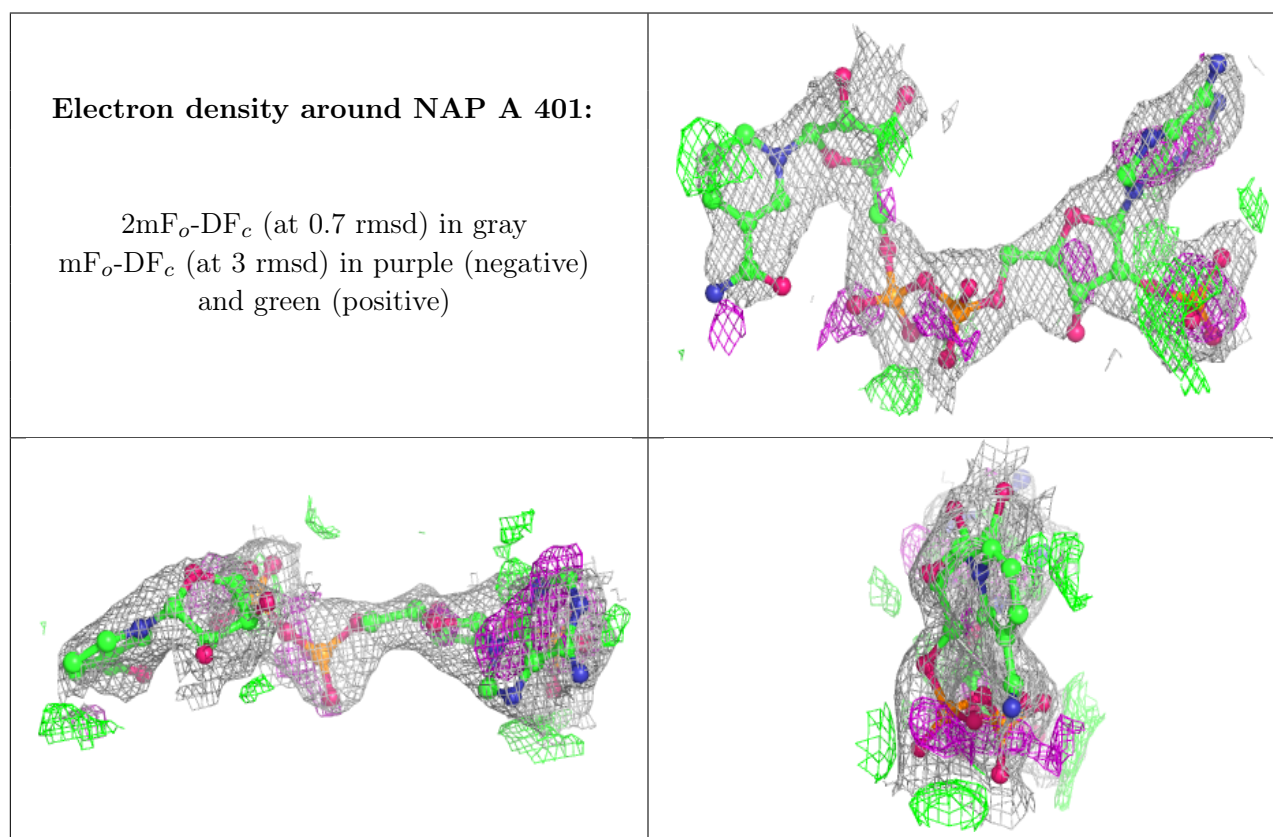 Electron density around NAP A 401:
2mFo-DFc (at 0.7 rmsd) in gray
mFo-DFc (at 3 rmsd) in purple (negative)
and green (positive)